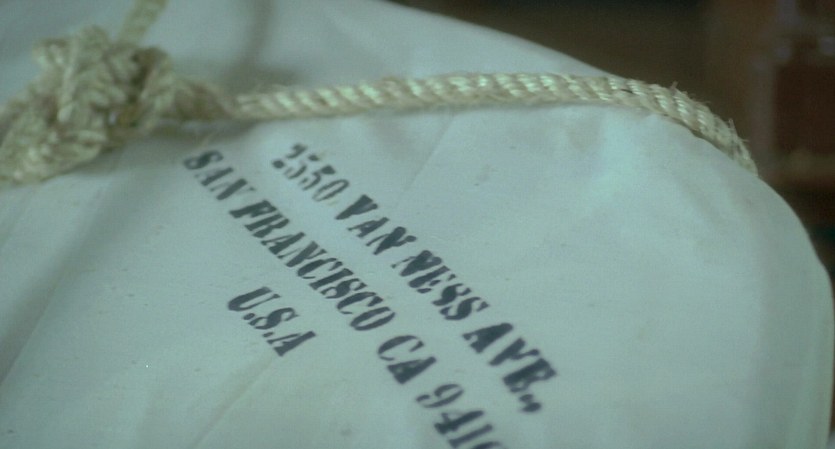 2550 VAN NESS AVE.,
SAN FRANCISCO CA
U.S.A